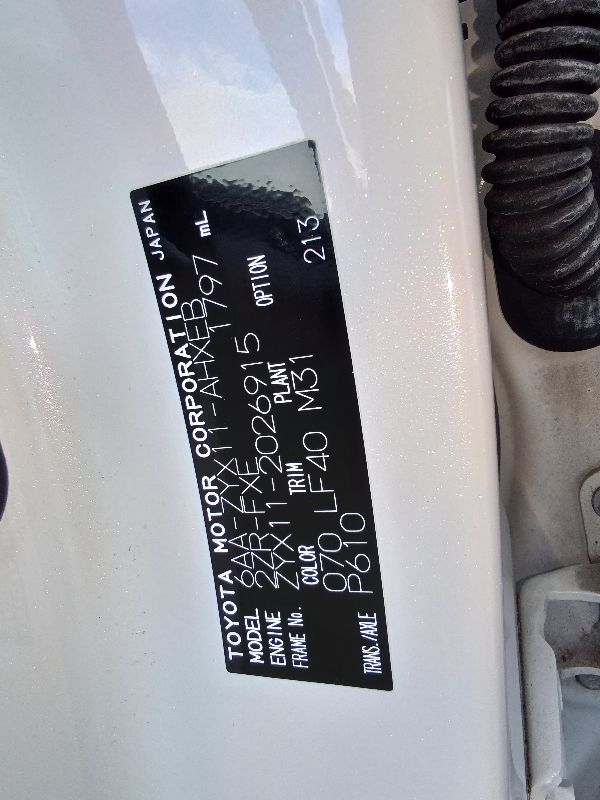 TOYOTA MOTOR CORPORATION JAPAN
MODEL 6AA-ZYX11-AHXEB
ENGINE 2ZR-FXE 1797 mL
FRAME No. ZYX11-2026915
COLOR TRIM PLANT OPTION
070 LF40 M31 213
TRANS./AXLE P610